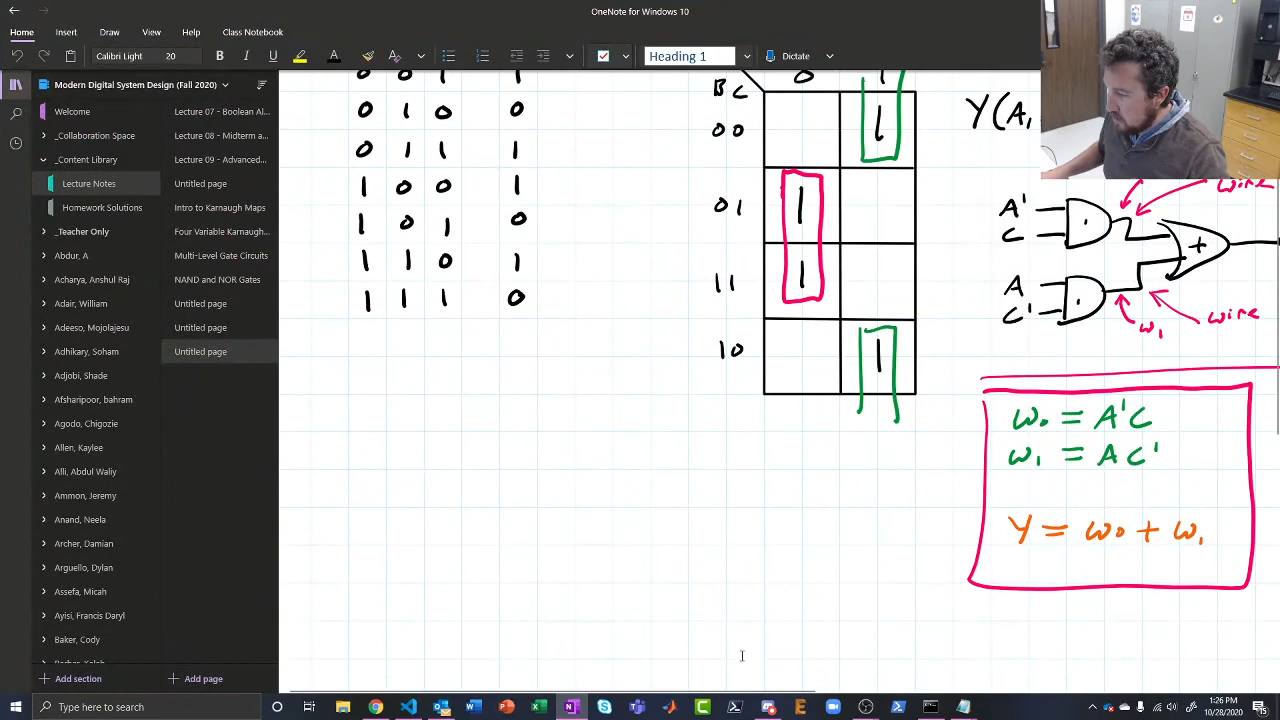 OneNote for Windows 10
Home Insert Draw View Help Class Notebook
Calibri Light 20 B I U A Heading 1 Dictate
Modern Digital System Design (Fall 2020)
Welcome
_Collaboration Space
_Content Library
Lecture Notes
Homework Solutions
_Teacher Only
Abdur, A
Acharya, Anshul Raj
Adair, William
Adeeso, Mojolajesu
Adhikary, Soham
Adjobi, Shade
Afsharipoor, bahram
Agodo, Chigozie
Allen, Kaylee
Alli, Abdul Waliy
Ammon, Jeremy
Anand, Neela
Archer, Damian
Arguello, Dylan
Assefa, Micah
Ayisi, Francis Daryl
Baker, Cody
Add section
Lecture 07 - Boolean Al...
Lecture 08 - Midterm a...
Lecture 09 - Advanced...
Untitled page
Intro to Karnaugh Maps
Four Variable Karnaugh...
Multi-Level Gate Circuits
NAND and NOR Gates
Untitled page
Untitled page
Untitled page
Add page
0 0 1 1
0 1 0 0
0 1 1 1
1 0 0 1
1 0 1 0
1 1 0 1
1 1 1 0
0 1
BC
00 1
01 1
11 1
10 1
Y(A,
wire
A'
C
·
+
A
C'
·
w1
wire
w0 = A'C
w1 = AC'
Y = w0 + w1
Type here to search
1:26 PM
10/28/2020